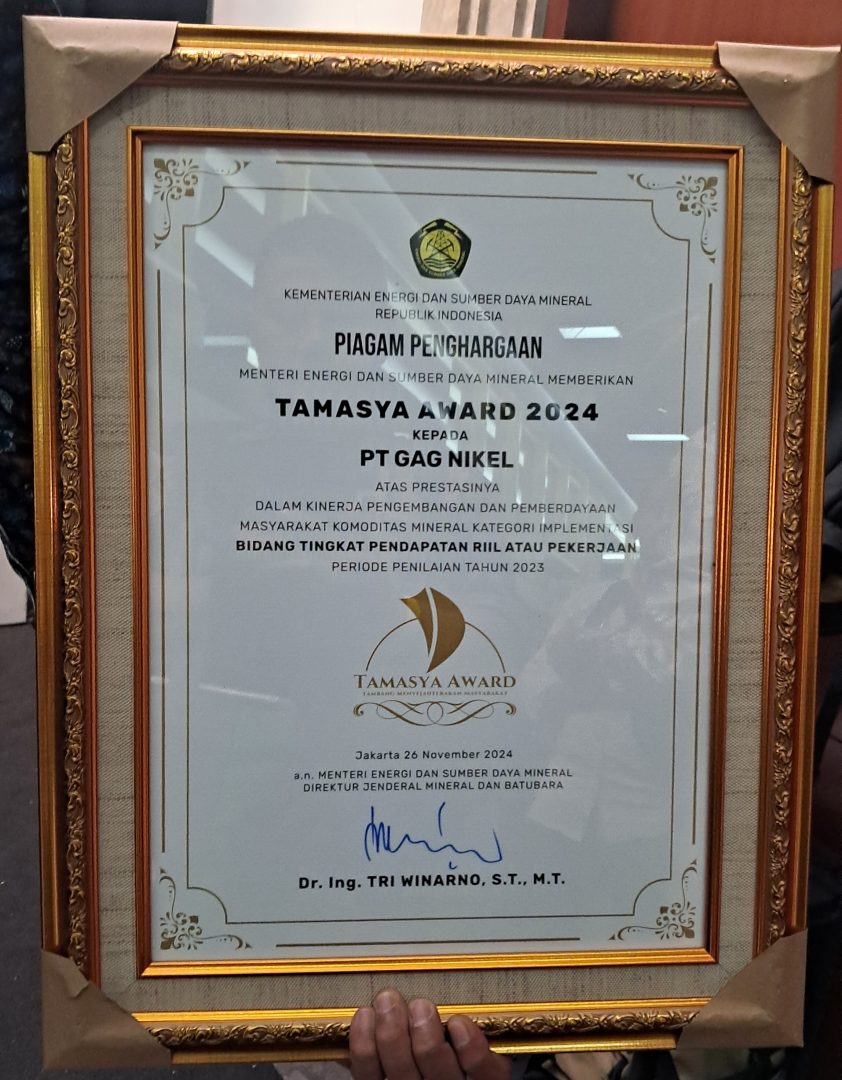 KEMENTERIAN ENERGI DAN SUMBER DAYA MINERAL
REPUBLIK INDONESIA
PIAGAM PENGHARGAAN
MENTERI ENERGI DAN SUMBER DAYA MINERAL MEMBERIKAN
TAMASYA AWARD 2024
KEPADA
PT GAG NIKEL
ATAS PRESTASINYA
DALAM KINERJA PENGEMBANGAN DAN PEMBERDAYAAN
MASYARAKAT KOMODITAS MINERAL KATEGORI IMPLEMENTASI
BIDANG TINGKAT PENDAPATAN RIIL ATAU PEKERJAAN
PERIODE PENILAIAN TAHUN 2023
TAMASYA AWARD
TAMBANG MENYEJAHTERAKAN MASYARAKAT
Jakarta 26 November 2024
a.n. MENTERI ENERGI DAN SUMBER DAYA MINERAL
DIREKTUR JENDERAL MINERAL DAN BATUBARA
Dr. Ing. TRI WINARNO, S.T., M.T.